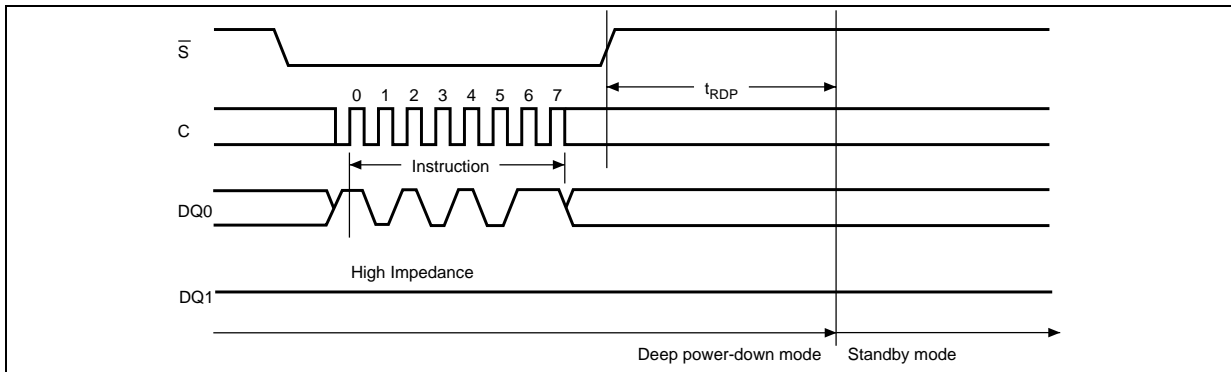 S
t_RDP
0 1 2 3 4 5 6 7
C
Instruction
DQ0
High Impedance
DQ1
Deep power-down mode Standby mode